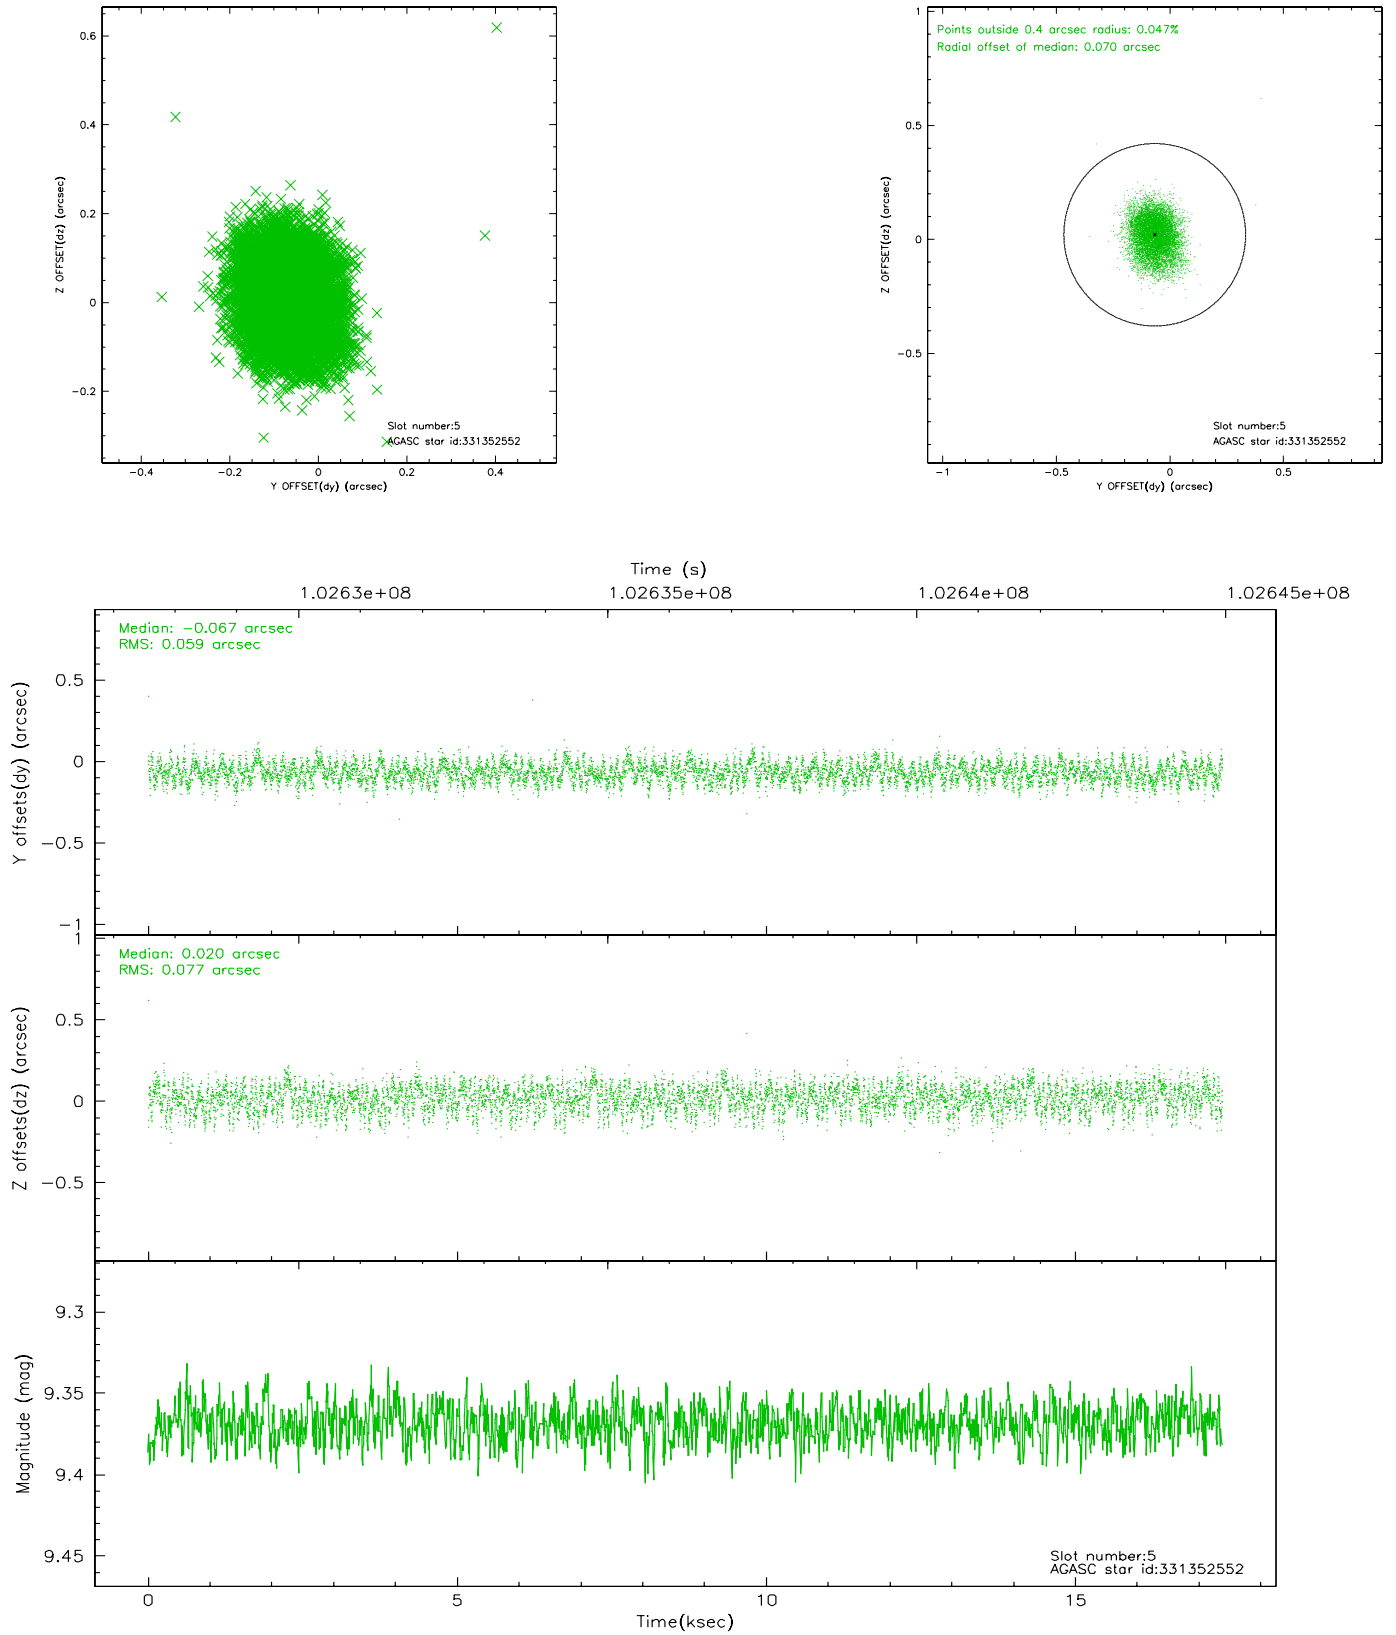 0.6
0.4
0.2
0
−0.2
−0.4
−0.2
0
0.2
0.4
Z OFFSET(dz) (arcsec)
Y OFFSET(dy) (arcsec)
Slot number:5
AGASC star id:331352552
Points outside 0.4 arcsec radius: 0.047%
Radial offset of median: 0.070 arcsec
1
0.5
0
−0.5
−1
−0.5
0
0.5
Z OFFSET(dz) (arcsec)
Y OFFSET(dy) (arcsec)
Slot number:5
AGASC star id:331352552
Time (s)
1.0263e+08
1.02635e+08
1.0264e+08
1.02645e+08
Median: −0.067 arcsec
RMS: 0.059 arcsec
0.5
0
−0.5
−1
Y offsets(dy) (arcsec)
Median: 0.020 arcsec
RMS: 0.077 arcsec
1
0.5
0
−0.5
Z offsets(dz) (arcsec)
9.3
9.35
9.4
9.45
Magnitude (mag)
Slot number:5
AGASC star id:331352552
0
5
10
15
Time(ksec)